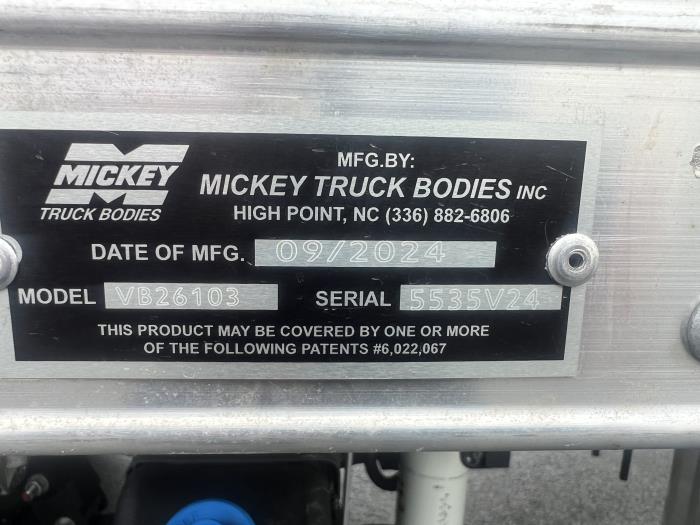 MICKEY
TRUCK BODIES
MFG.BY:
MICKEY TRUCK BODIES INC
HIGH POINT, NC (336) 882-6806
DATE OF MFG. 09/2024
MODEL VB26103 SERIAL 5535V24
THIS PRODUCT MAY BE COVERED BY ONE OR MORE
OF THE FOLLOWING PATENTS #6,022,067